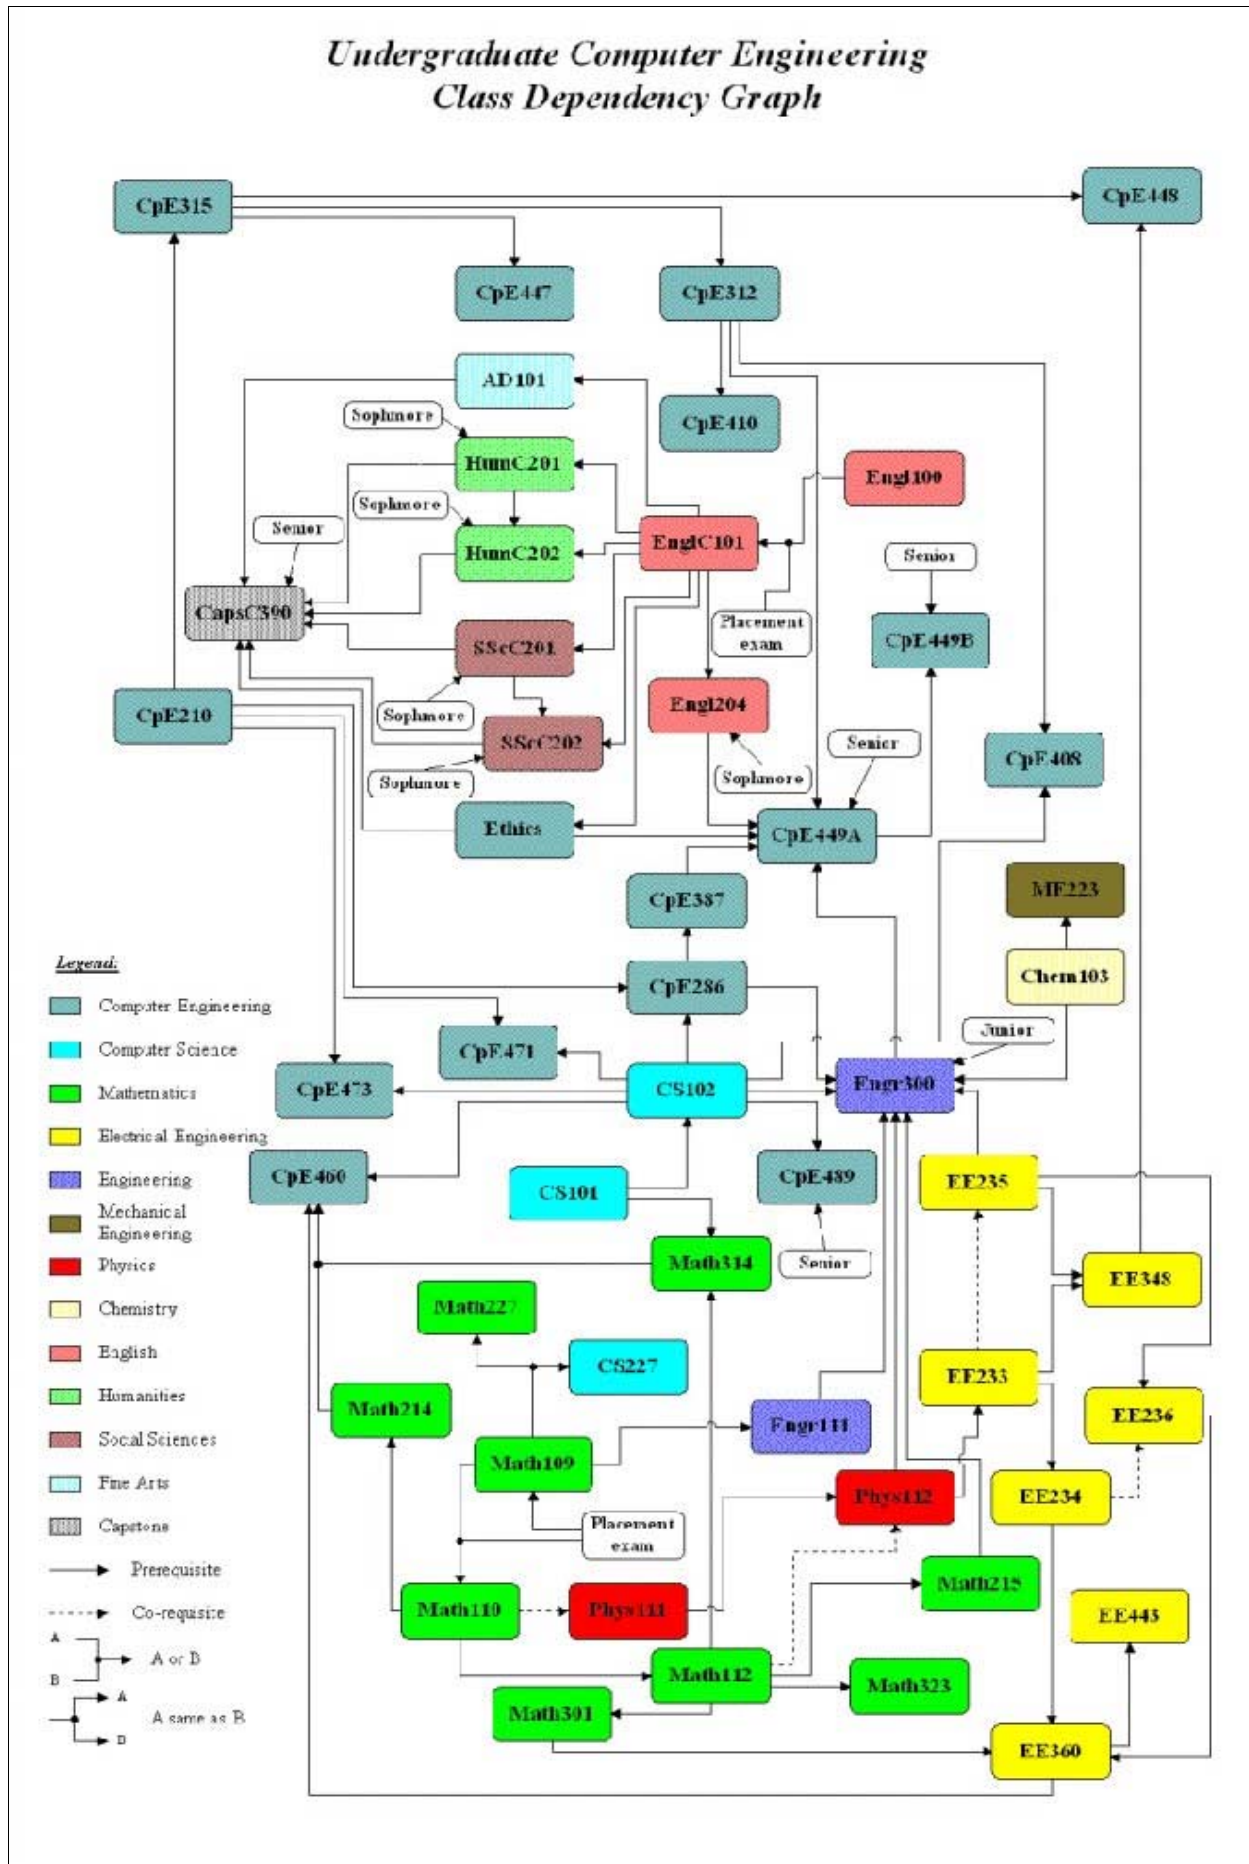 Undergraduate Computer Engineering
Class Dependency Graph
CpE315
CpE448
CpE447
CpE312
AD101
Sophmore
CpE410
HumC201
Engl100
Sophmore
Senior
HumC202
EnglC101
Senior
CapsC390
Placement
exam
CpE449B
SScC201
CpE210
Sophmore
Engl204
SScC202
Senior
CpE408
Sophmore
Sophmore
Ethics
CpE449A
CpE387
ME223
Legend:
Chem103
CpE286
Computer Engineering
Junior
Computer Science
CpE471
CpE473
CS102
Engr300
Mathematics
Electrical Engineering
CpE460
CS101
CpE489
EE235
Engineering
Mechanical
Engineering
Physics
Math314
Senior
EE348
Chemistry
Math227
English
CS227
EE233
Humanities
Math214
Engr111
EE236
Social Sciences
Math109
Fine Arts
Phys112
EE234
Capstone
Placement
exam
Prerequisite
Math215
Co-requisite
Math110
Phys111
EE443
A
B
A or B
Math112
Math323
A
B
A same as B
Math301
EE360